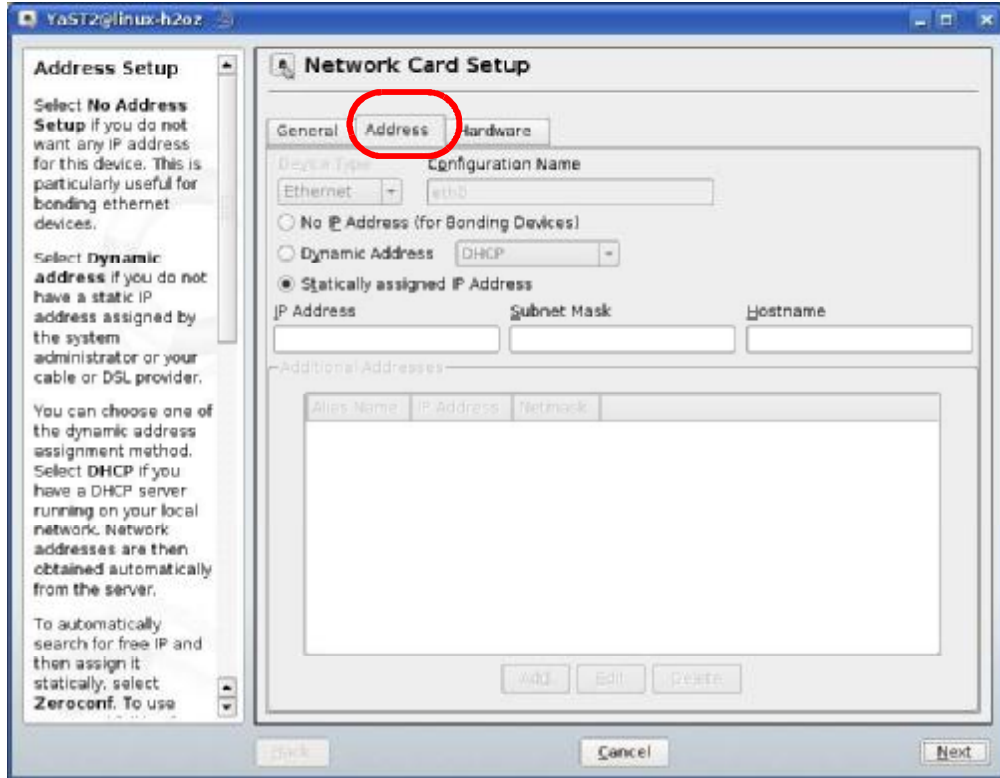 YaST2@linux-h2oz
Address Setup
Select No Address
Setup if you do not
want any IP address
for this device. This is
particularly useful for
bonding ethernet
devices.
Select Dynamic
address if you do not
have a static IP
address assigned by
the system
administrator or your
cable or DSL provider.
You can choose one of
the dynamic address
assignment method.
Select DHCP if you
have a DHCP server
running on your local
network. Network
addresses are then
obtained automatically
from the server.
To automatically
search for free IP and
then assign it
statically, select
Zeroconf. To use
Network Card Setup
General Address Hardware
Device Type Configuration Name
Ethernet eth0
No IP Address (for Bonding Devices)
Dynamic Address DHCP
Statically assigned IP Address
IP Address Subnet Mask Hostname
Additional Addresses
Alias Name IP Address Netmask
Add Edit Delete
Back Cancel Next